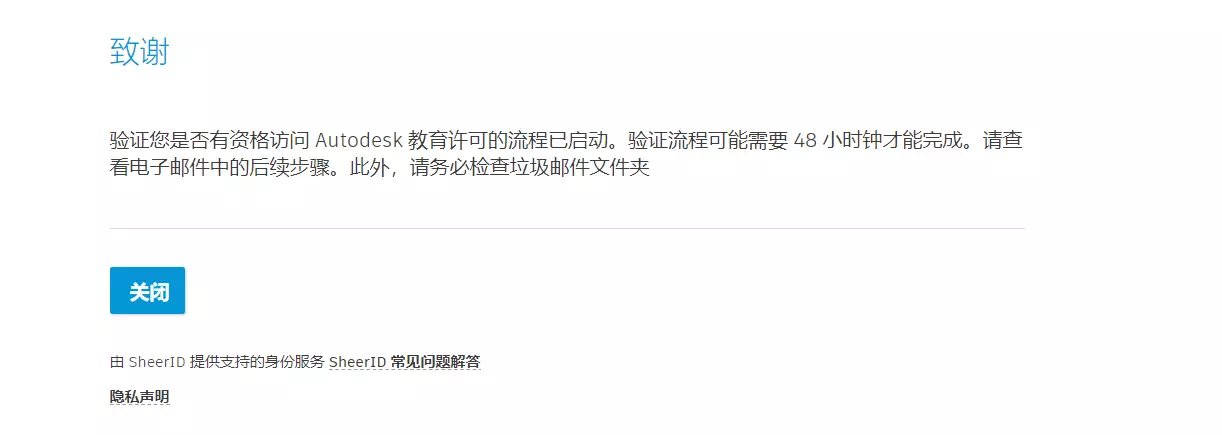 致谢
验证您是否有资格访问 Autodesk 教育许可的流程已启动。验证流程可能需要 48 小时钟才能完成。请查
看电子邮件中的后续步骤。此外，请务必检查垃圾邮件文件夹
关闭
由 SheerID 提供支持的身份服务 SheerID 常见问题解答
隐私声明